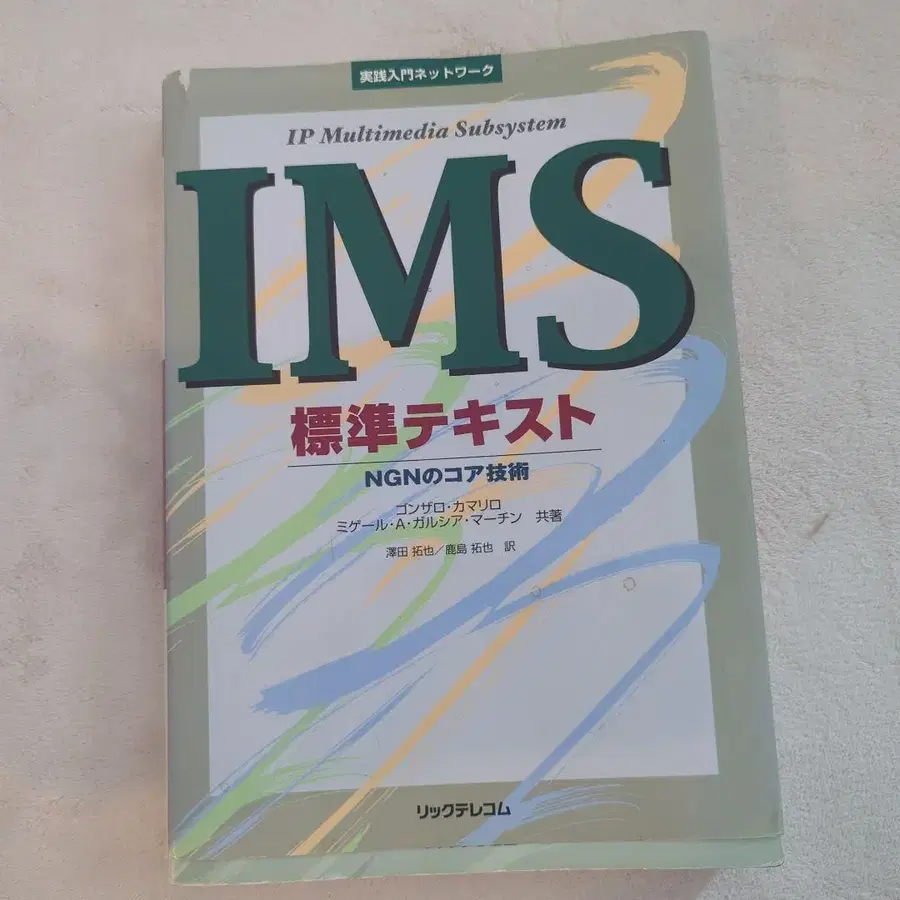 実践入門ネットワーク
IP Multimedia Subsystem
IMS
標準テキスト
NGNのコア技術
ゴンザロ・カマリロ
ミゲール・A・ガルシア・マーチン 共著
澤田 拓也/鹿島 拓也 訳
リックテレコム